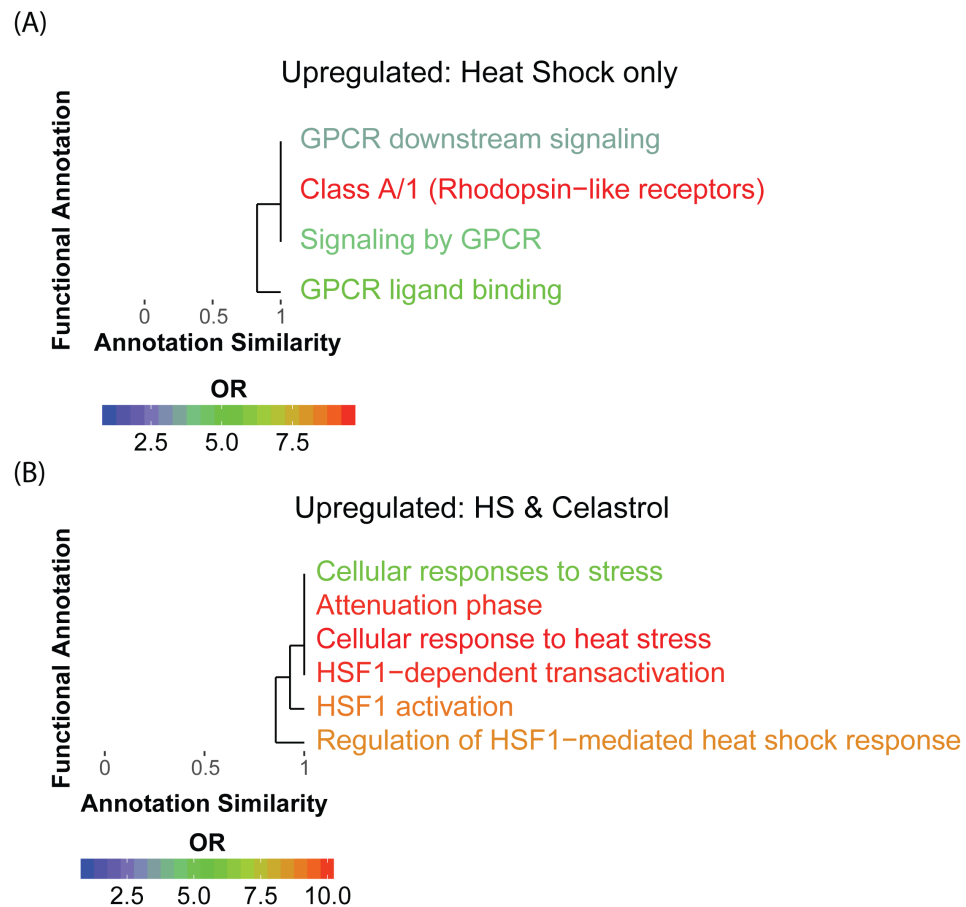 (A)
Upregulated: Heat Shock only
Functional Annotation
GPCR downstream signaling
Class A/1 (Rhodopsin−like receptors)
Signaling by GPCR
GPCR ligand binding
0 0.5 1
Annotation Similarity
OR
2.5 5.0 7.5
(B)
Upregulated: HS & Celastrol
Functional Annotation
Cellular responses to stress
Attenuation phase
Cellular response to heat stress
HSF1−dependent transactivation
HSF1 activation
Regulation of HSF1−mediated heat shock response
0 0.5 1
Annotation Similarity
OR
2.5 5.0 7.5 10.0